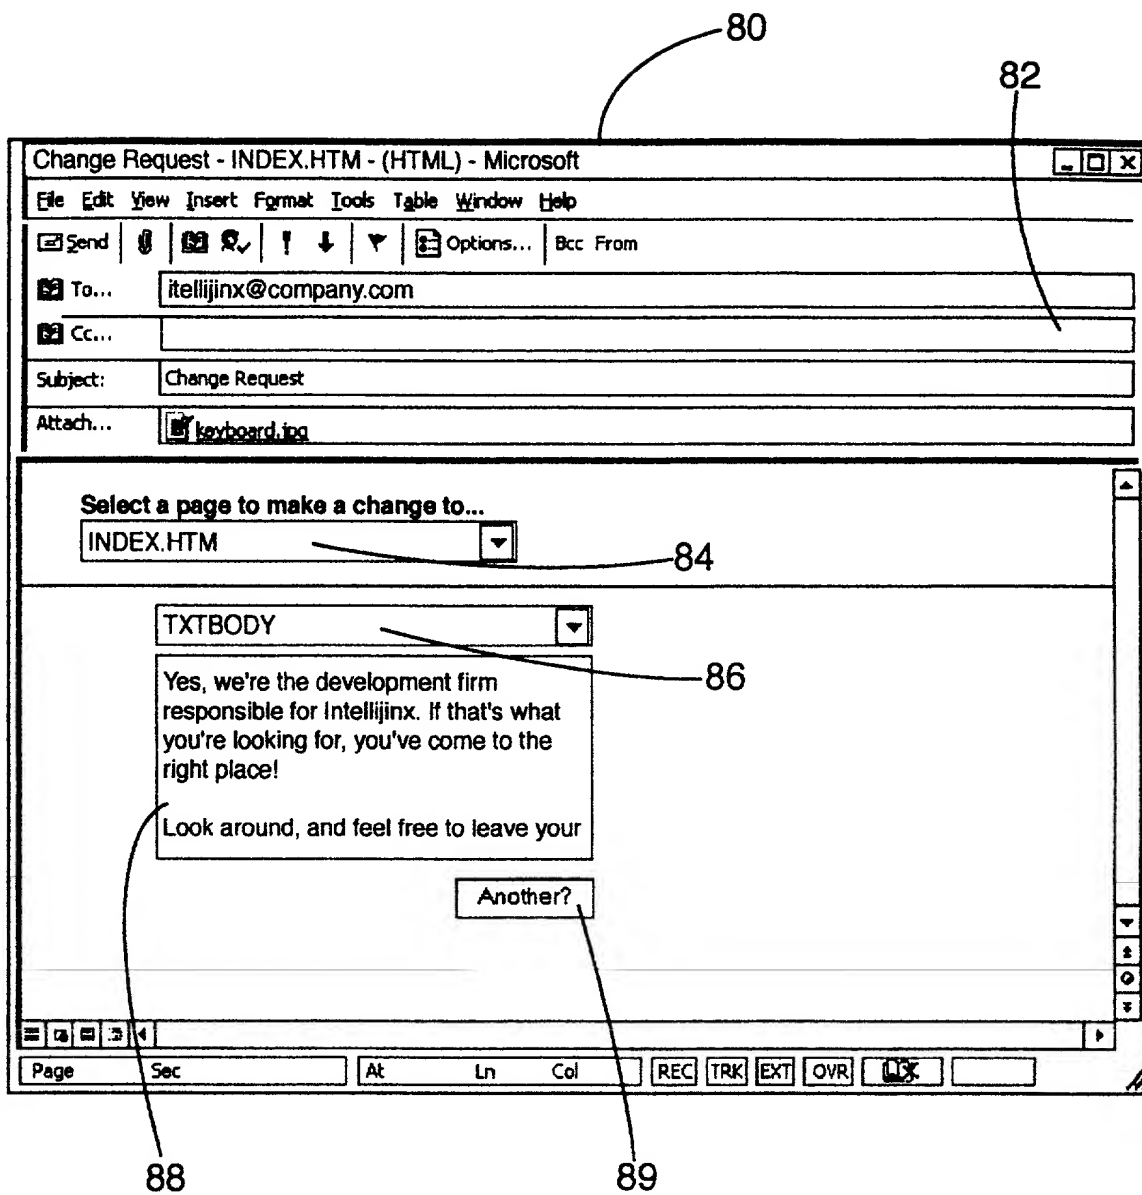 80
82
Change Request - INDEX.HTM - (HTML) - Microsoft
File Edit View Insert Format Tools Table Window Help
Send Options... Bcc From
To... itellijinx@company.com
Cc...
Subject: Change Request
Attach... keyboard.jpg
Select a page to make a change to...
INDEX.HTM
84
TXTBODY
86
Yes, we're the development firm
responsible for Intellijinx. If that's what
you're looking for, you've come to the
right place!
Look around, and feel free to leave your
Another?
Page Sec At Ln Col REC TRK EXT OVR
88 89